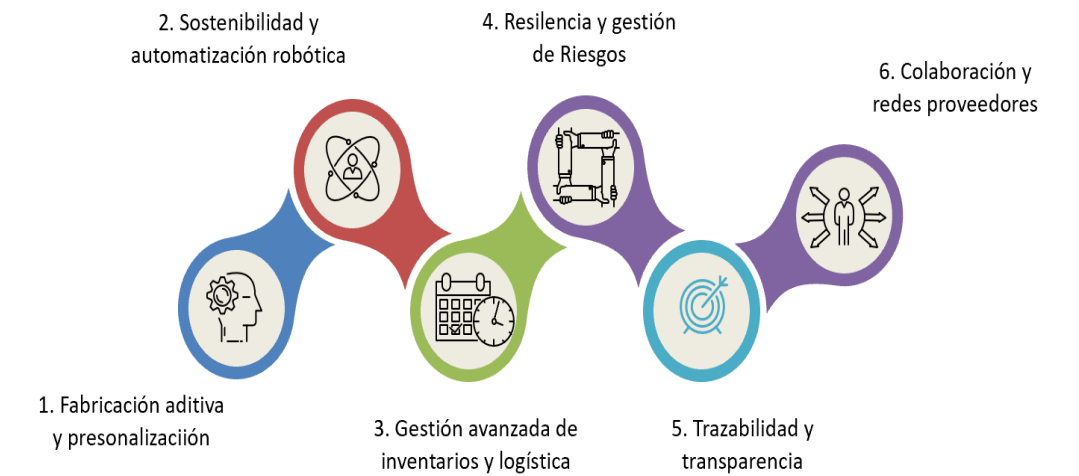 1. Fabricación aditiva
y presonalizaciión
2. Sostenibilidad y
automatización robótica
3. Gestión avanzada de
inventarios y logística
4. Resilencia y gestión
de Riesgos
5. Trazabilidad y
transparencia
6. Colaboración y
redes proveedores